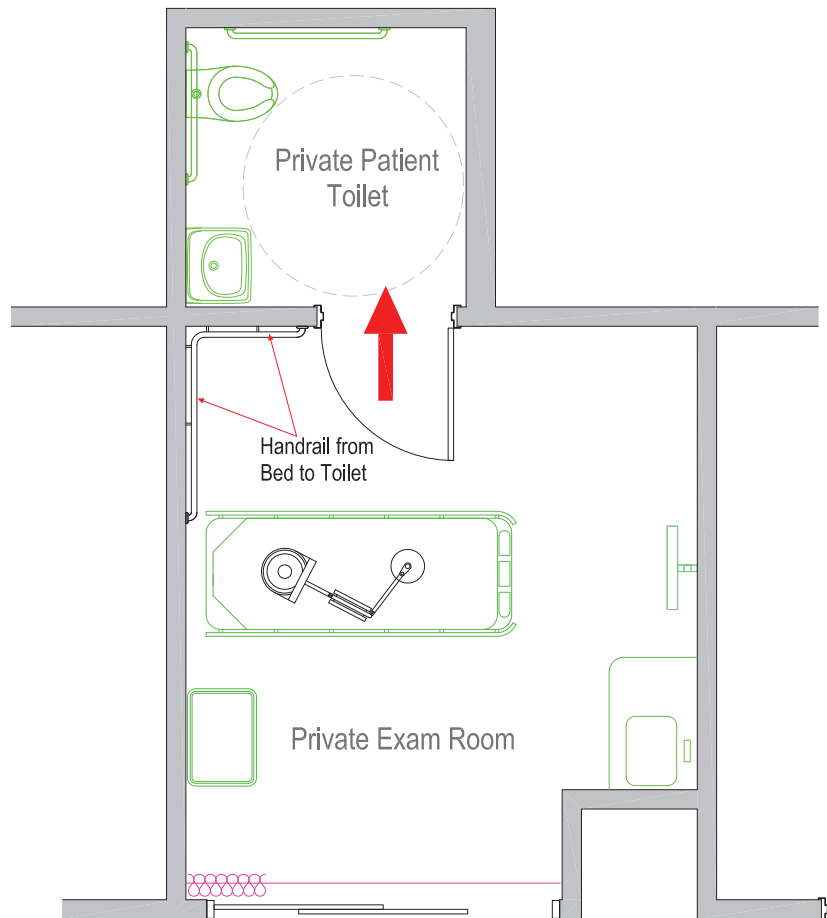 Private Patient
Toilet
Handrail from
Bed to Toilet
Private Exam Room